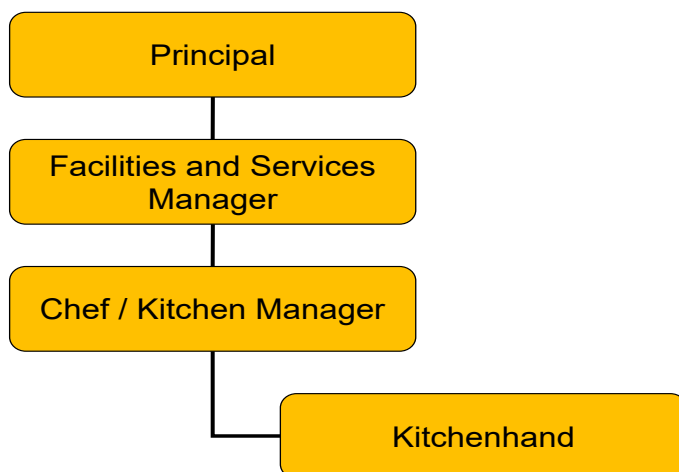 Principal
Facilities and Services
Manager
Chef / Kitchen Manager
Kitchenhand